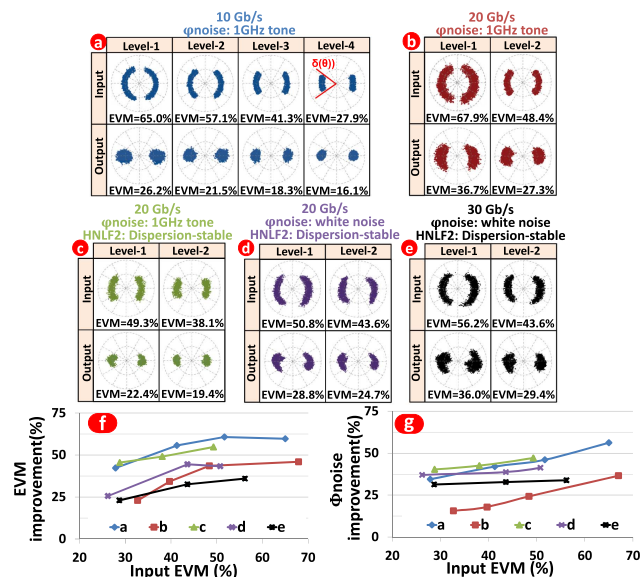 10 Gb/s
φnoise: 1GHz tone
20 Gb/s
φnoise: 1GHz tone
a
Level-1 Level-2 Level-3 Level-4
b
Level-1 Level-2
Input
δ(θ))
EVM=65.0% EVM=57.1% EVM=41.3% EVM=27.9%
Input
EVM=67.9% EVM=48.4%
Output
EVM=26.2% EVM=21.5% EVM=18.3% EVM=16.1%
Output
EVM=36.7% EVM=27.3%
20 Gb/s
φnoise: 1GHz tone
HNLF2: Dispersion-stable
20 Gb/s
φnoise: white noise
HNLF2: Dispersion-stable
30 Gb/s
φnoise: white noise
HNLF2: Dispersion-stable
c
Level-1 Level-2
d
Level-1 Level-2
e
Level-1 Level-2
Input
EVM=49.3% EVM=38.1%
Input
EVM=50.8% EVM=43.6%
Input
EVM=56.2% EVM=43.6%
Output
EVM=22.4% EVM=19.4%
Output
EVM=28.8% EVM=24.7%
Output
EVM=36.0% EVM=29.4%
f
EVM
improvement(%)
75
50
25
0
a b c d e
20 30 40 50 60 70
Input EVM (%)
g
Φnoise
improvement(%)
75
50
25
0
a b c d e
20 30 40 50 60 70
Input EVM (%)